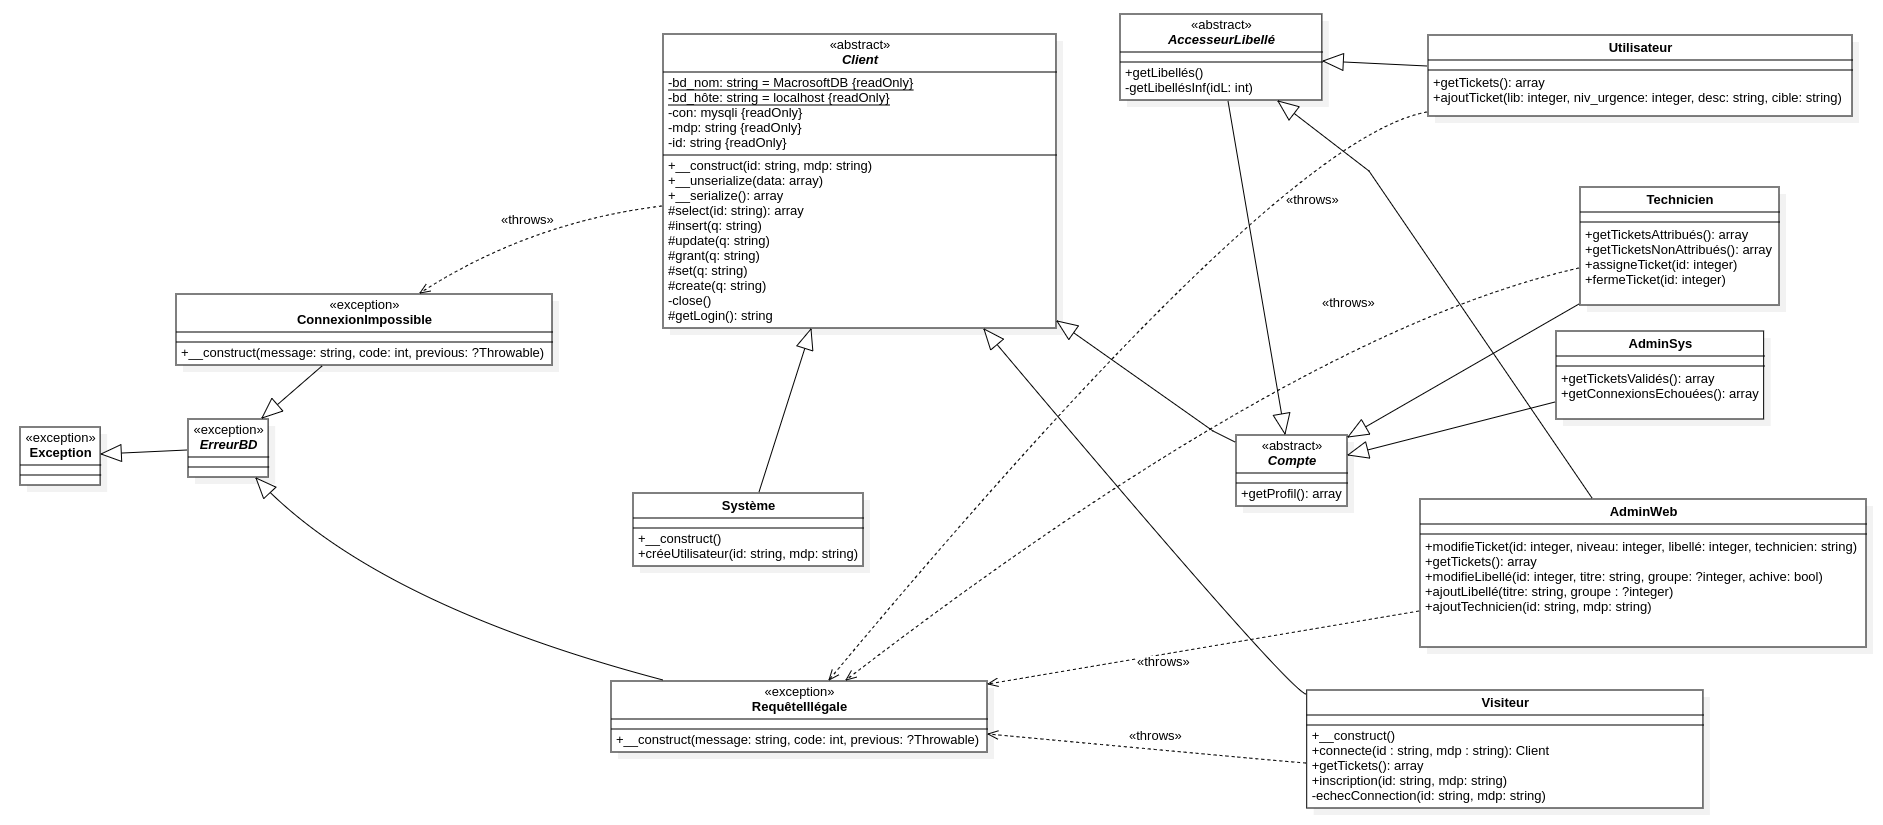 «abstract»
Client
-bd_nom: string = MacrosoftDB {readOnly}
-bd_hôte: string = localhost {readOnly}
-con: mysqli {readOnly}
-mdp: string {readOnly}
-id: string {readOnly}
+__construct(id: string, mdp: string)
+__unserialize(data: array)
+__serialize(): array
#select(id: string): array
#insert(q: string)
#update(q: string)
#grant(q: string)
#set(q: string)
#create(q: string)
-close()
#getLogin(): string
«abstract»
AccesseurLibellé
+getLibellés()
-getLibellésInf(idL: int)
Utilisateur
+getTickets(): array
+ajoutTicket(lib: integer, niv_urgence: integer, desc: string, cible: string)
«throws»
«throws»
Technicien
+getTicketsAttribués(): array
+getTicketsNonAttribués(): array
+assigneTicket(id: integer)
+fermeTicket(id: integer)
«throws»
«exception»
ConnexionImpossible
+__construct(message: string, code: int, previous: ?Throwable)
AdminSys
+getTicketsValidés(): array
+getConnexionsEchouées(): array
«exception»
Exception
«exception»
ErreurBD
«abstract»
Compte
+getProfil(): array
Système
+__construct()
+créeUtilisateur(id: string, mdp: string)
AdminWeb
+modifieTicket(id: integer, niveau: integer, libellé: integer, technicien: string)
+getTickets(): array
+modifieLibellé(id: integer, titre: string, groupe: ?integer, achive: bool)
+ajoutLibellé(titre: string, groupe : ?integer)
+ajoutTechnicien(id: string, mdp: string)
«throws»
«exception»
RequêteIllégale
+__construct(message: string, code: int, previous: ?Throwable)
«throws»
Visiteur
+__construct()
+connecte(id : string, mdp : string): Client
+getTickets(): array
+inscription(id: string, mdp: string)
-echecConnection(id: string, mdp: string)